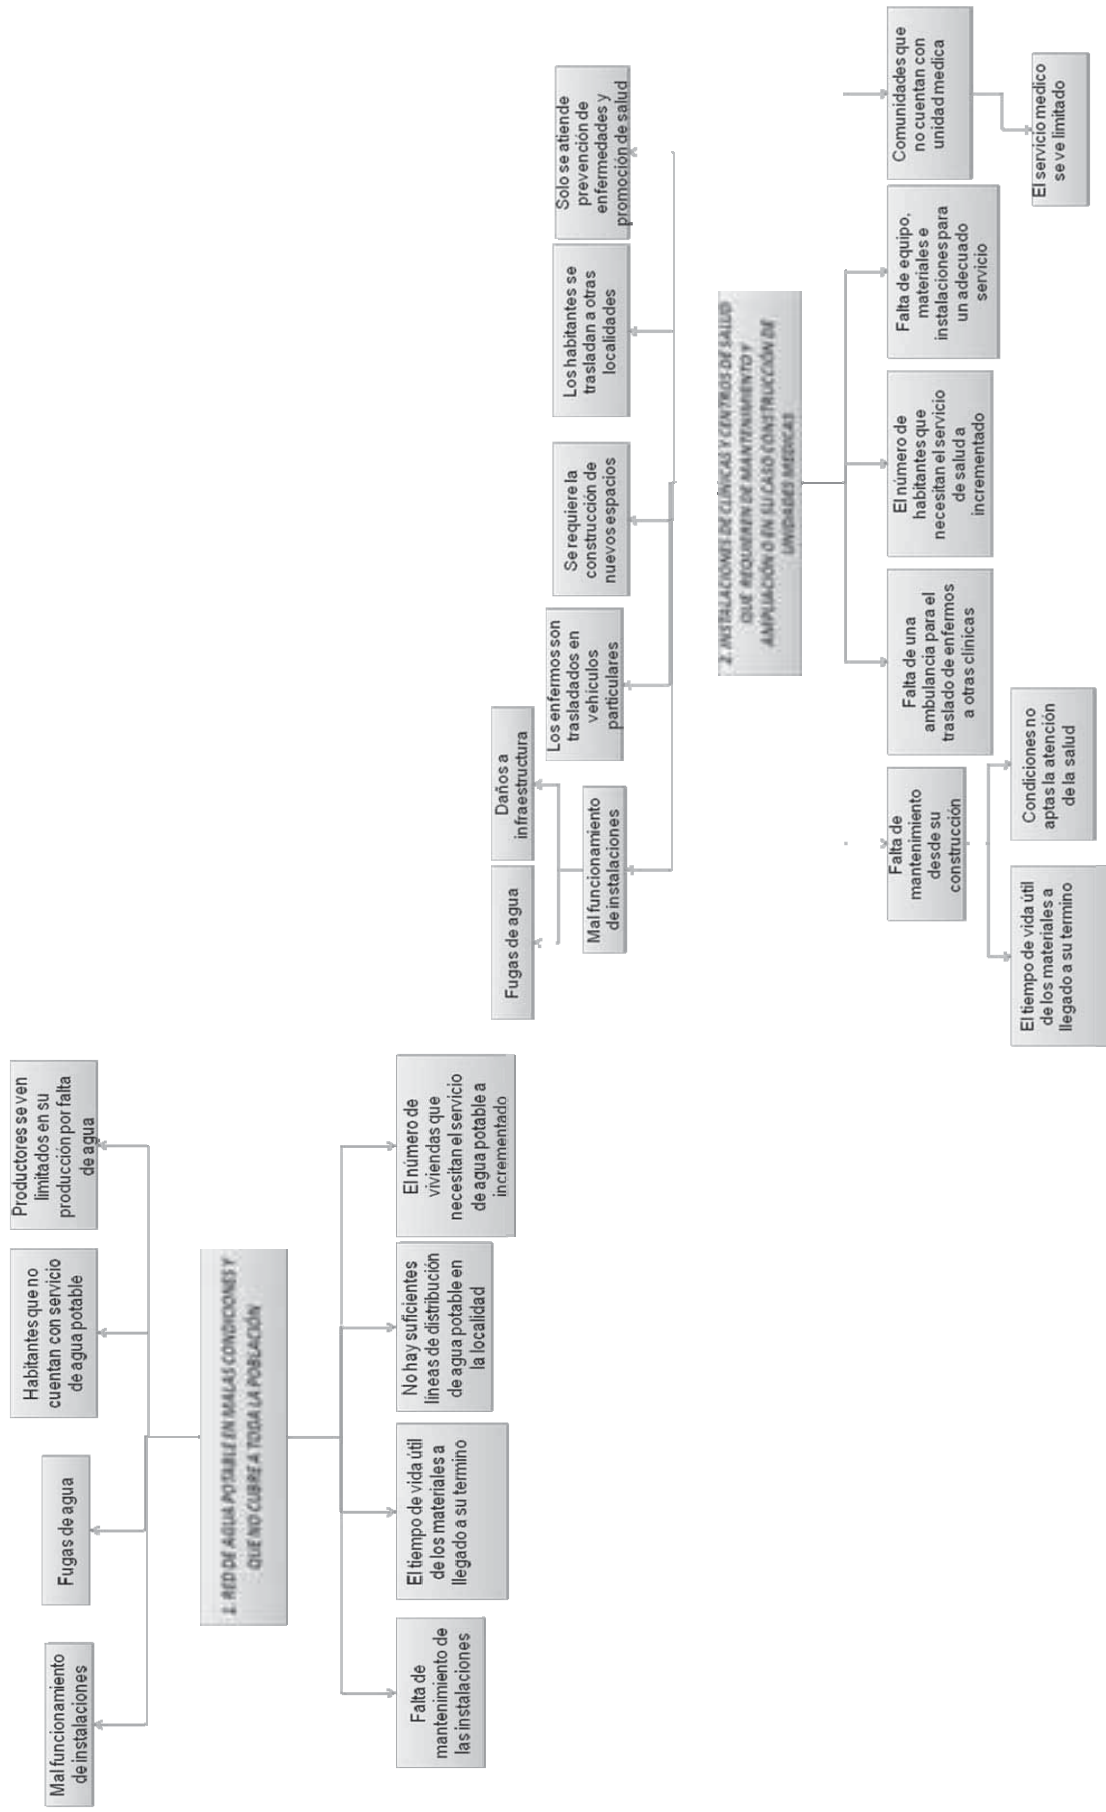 Mal funcionamiento
de instalaciones
Fugas de agua
Habitantes que no
cuentan con servicio
de agua potable
Productores se ven
limitados en su
producción por falta
de agua
1. RED DE AGUA POTABLE EN MALAS CONDICIONES Y
QUE NO CUBRE A TODA LA POBLACIÓN
Falta de
mantenimiento de
las instalaciones
El tiempo de vida útil
de los materiales a
llegado a su termino
No hay suficientes
líneas de distribución
de agua potable en
la localidad
El número de
viviendas que
necesitan el servicio
de agua potable a
incrementado
Fugas de agua
Daños a
infraestructura
Mal funcionamiento
de instalaciones
Los enfermos son
trasladados en
vehículos
particulares
Se requiere la
construcción de
nuevos espacios
Los habitantes se
trasladan a otras
localidades
Solo se atiende
prevención de
enfermedades y
promoción de salud
2. INSTALACIONES DE CLÍNICAS Y CENTROS DE SALUD
QUE REQUIEREN DE MANTENIMIENTO Y
AMPLIACIÓN O EN SU CASO CONSTRUCCIÓN DE
UNIDADES MEDICAS
Falta de
mantenimiento
desde su
construcción
Falta de una
ambulancia para el
traslado de enfermos
a otras clínicas
El número de
habitantes que
necesitan el servicio
de salud a
incrementado
Falta de equipo,
materiales e
instalaciones para
un adecuado
servicio
Comunidades que
no cuentan con
unidad medica
El tiempo de vida útil
de los materiales a
llegado a su termino
Condiciones no
aptas la atención
de la salud
El servicio medico
se ve limitado